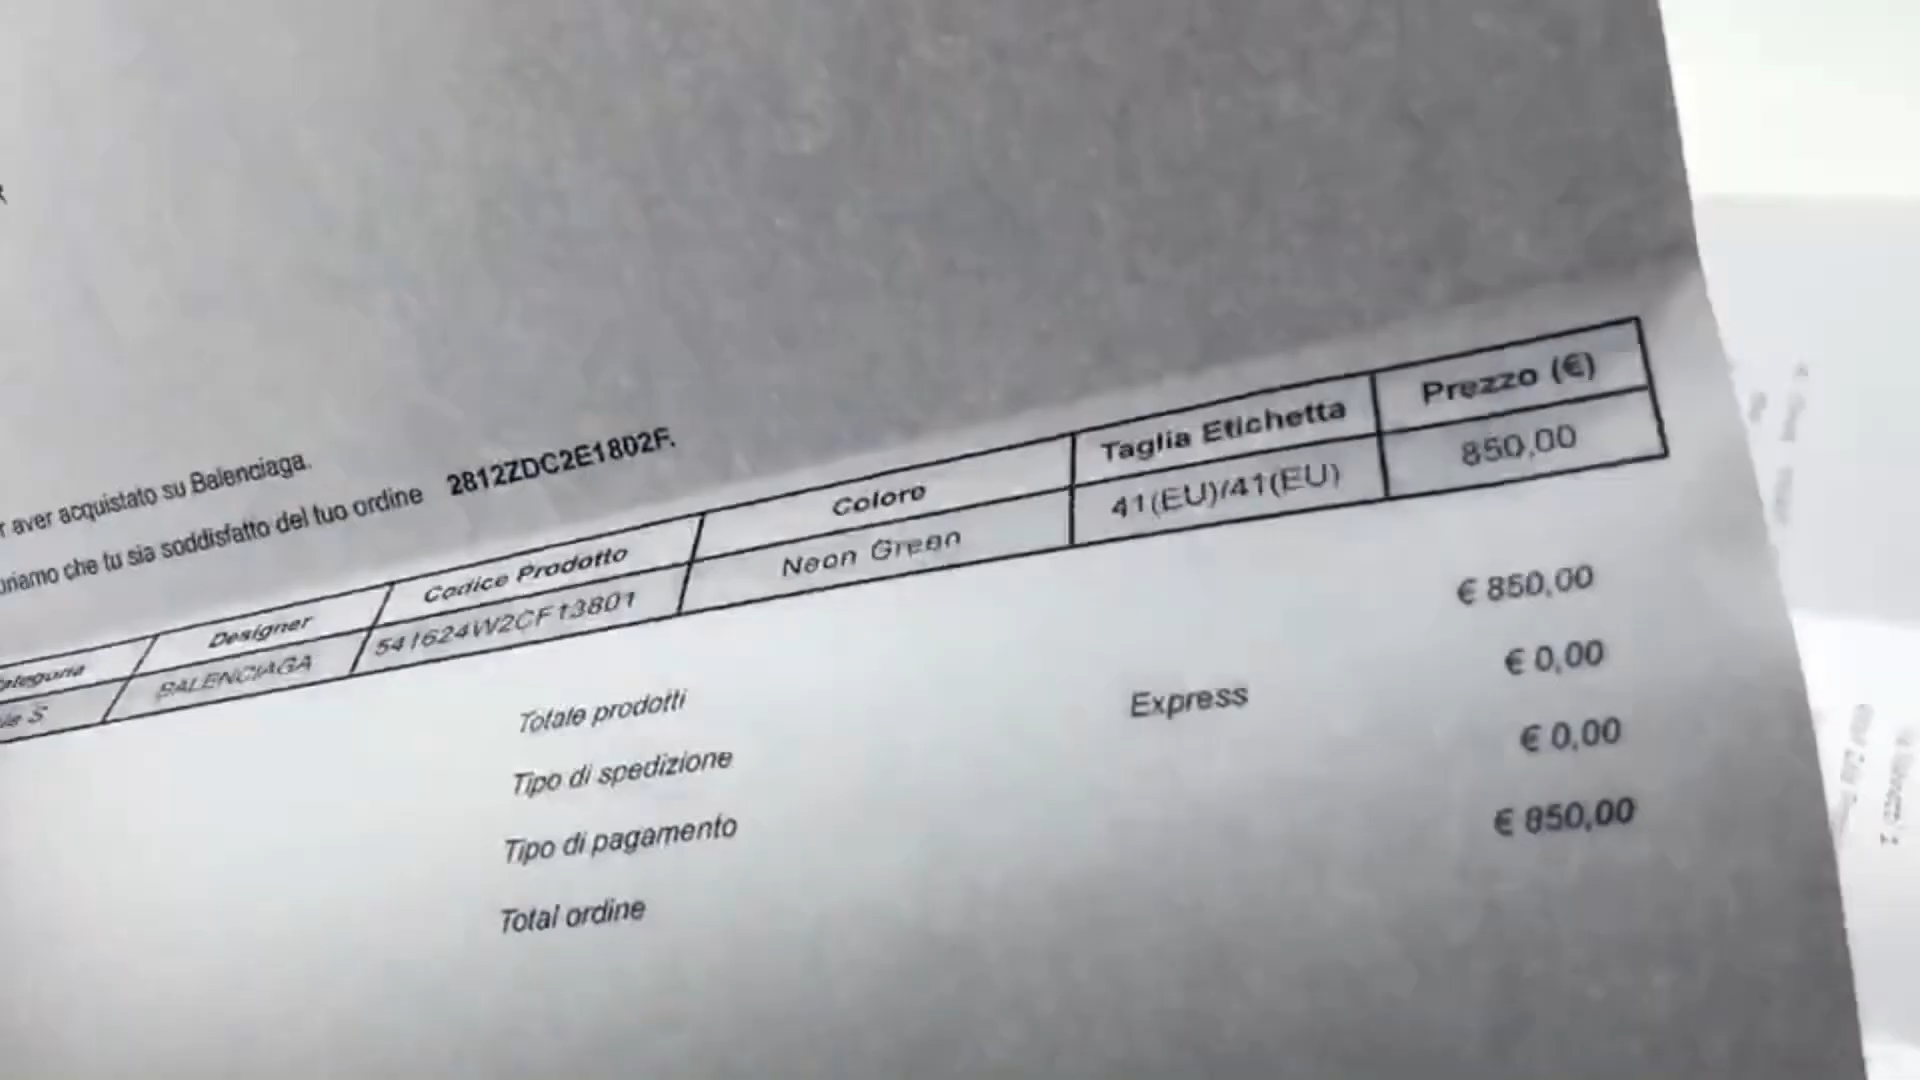 r aver acquistato su Balenciaga.
uriamo che tu sia soddisfatto del tuo ordine 2812ZDC2E1802F.
ategoria Designer Codice Prodotto Colore Taglia Etichetta Prezzo (€)
le S BALENCIAGA 541624W2CF13801 Neon Green 41(EU)/41(EU) 850,00
Totale prodotti € 850,00
Tipo di spedizione Express € 0,00
Tipo di pagamento € 0,00
Total ordine € 850,00